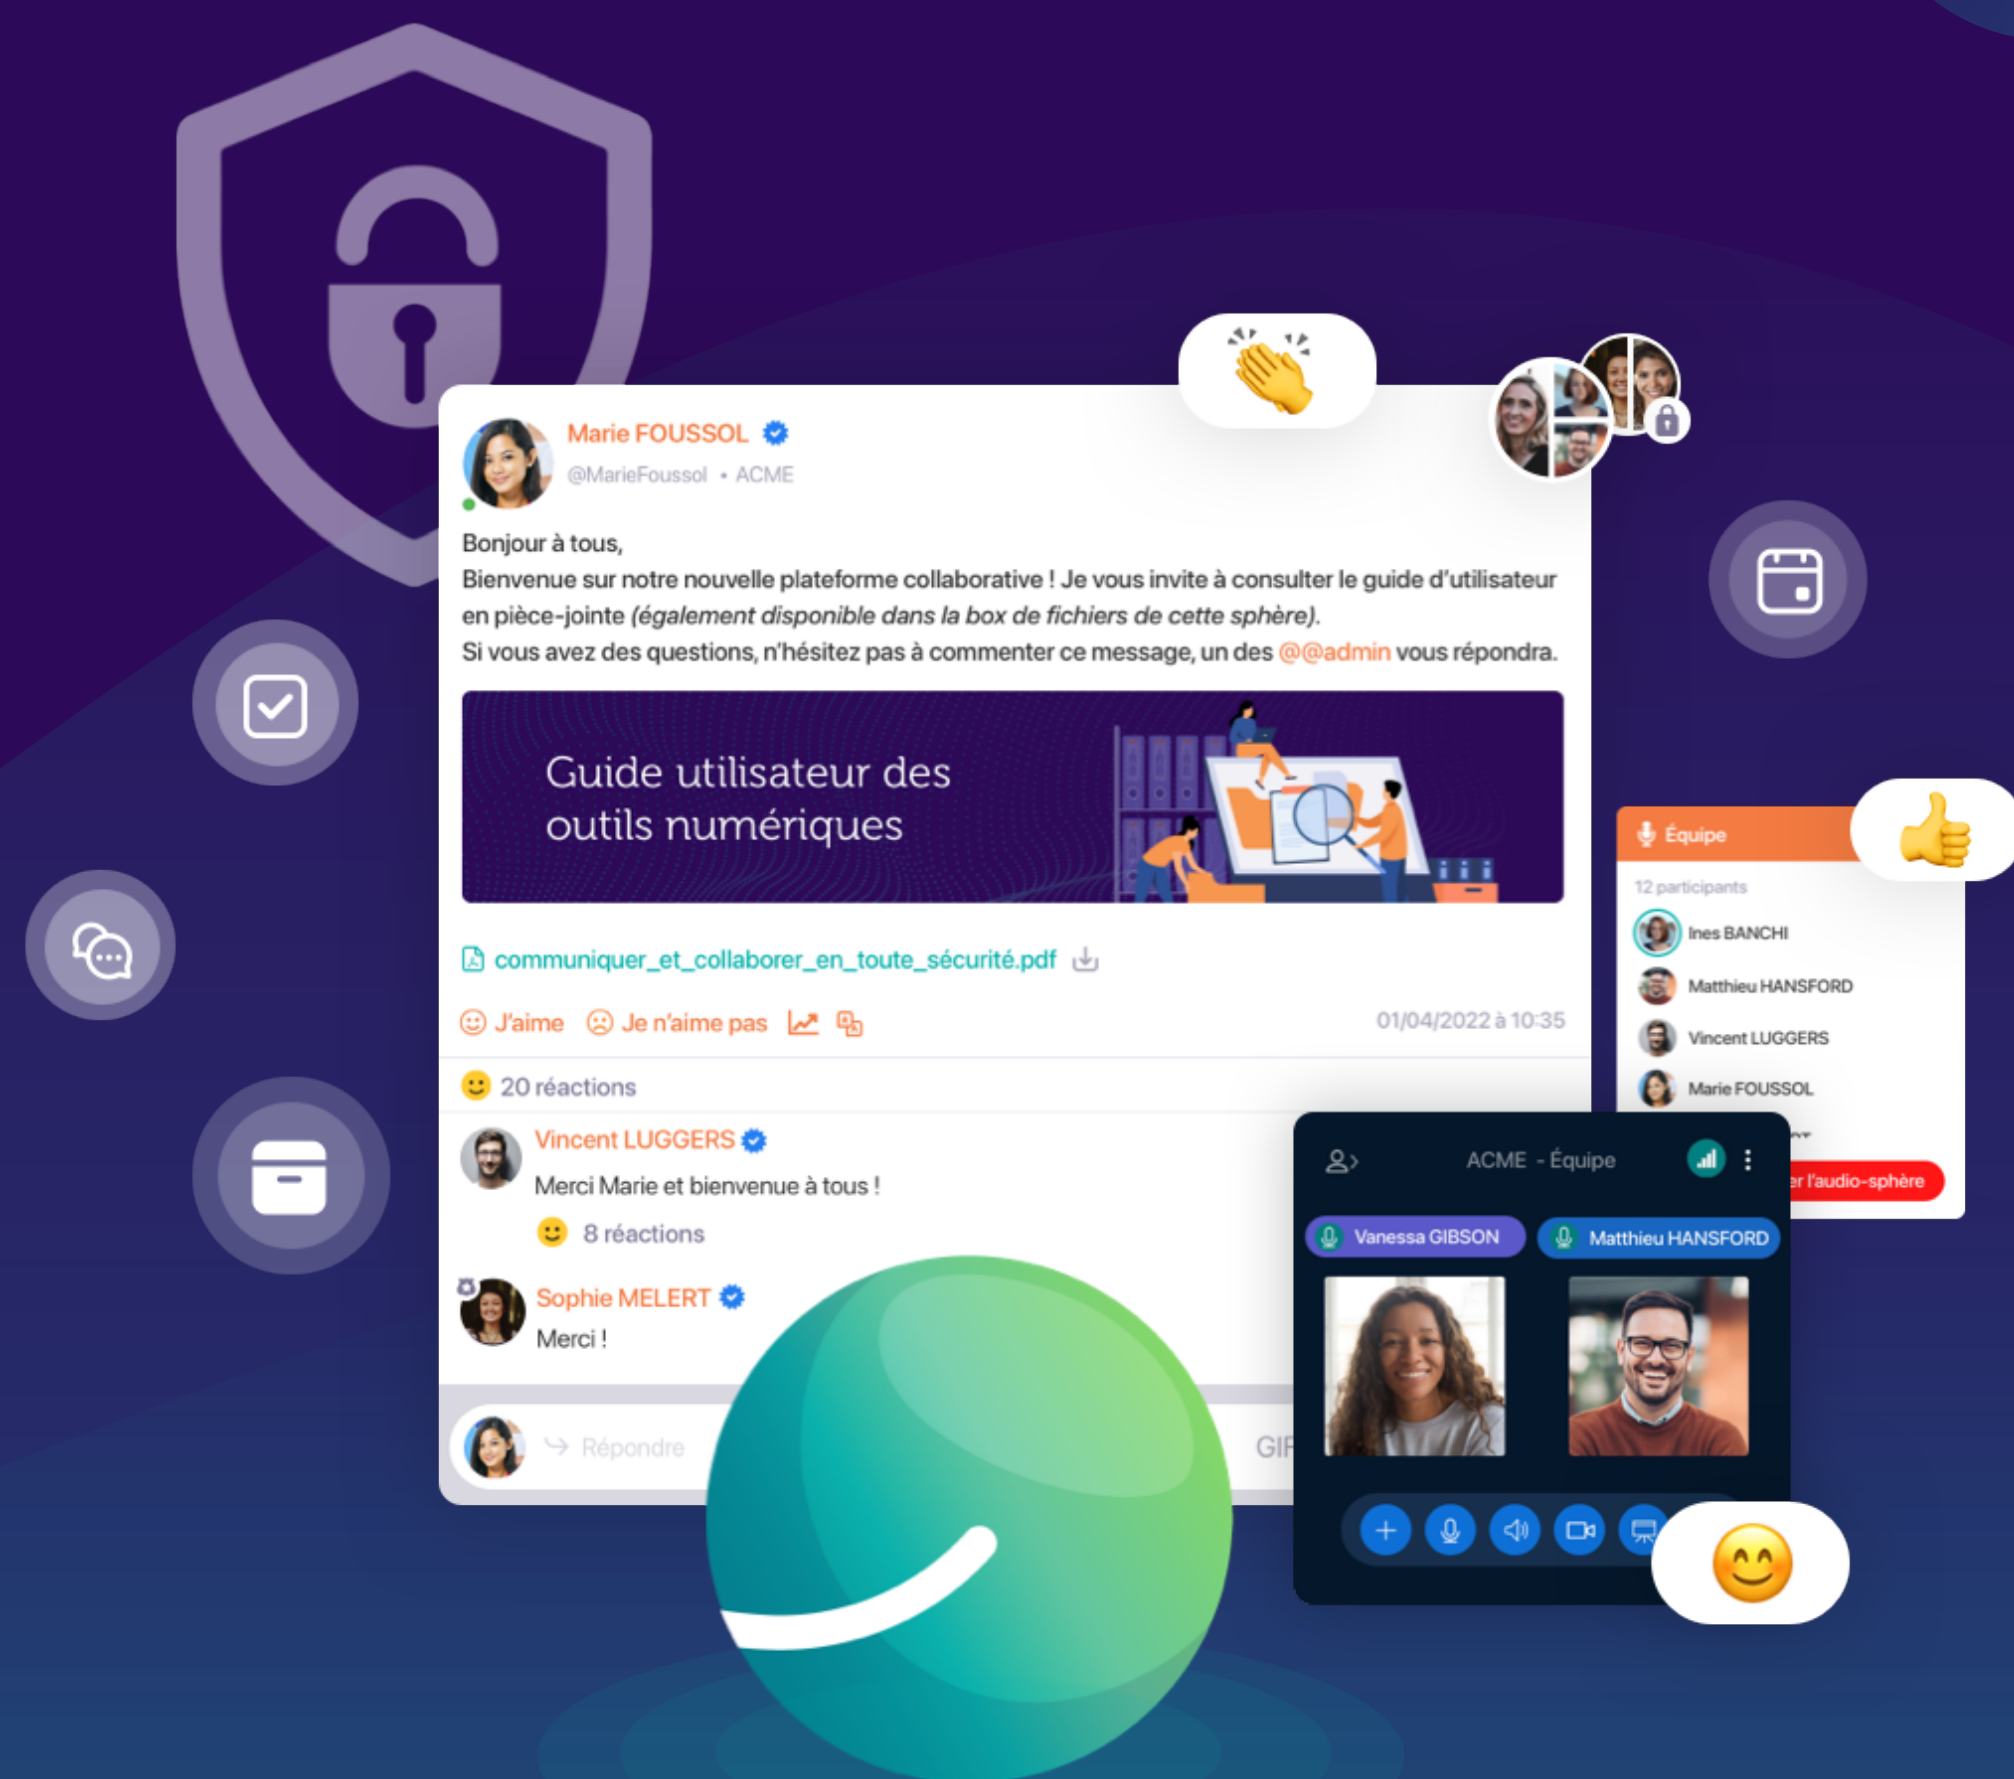 Marie FOUSSOL
@MarieFoussol • ACME
Bonjour à tous,
Bienvenue sur notre nouvelle plateforme collaborative ! Je vous invite à consulter le guide d'utilisateur
en pièce-jointe (également disponible dans la box de fichiers de cette sphère).
Si vous avez des questions, n'hésitez pas à commenter ce message, un des @@admin vous répondra.
Guide utilisateur des
outils numériques
communiquer_et_collaborer_en_toute_sécurité.pdf
J'aime Je n'aime pas 01/04/2022 à 10:35
20 réactions
Vincent LUGGERS
Merci Marie et bienvenue à tous !
8 réactions
Sophie MELERT
Merci !
Répondre
Équipe
12 participants
Ines BANCHI
Matthieu HANSFORD
Vincent LUGGERS
Marie FOUSSOL
er l'audio-sphère
ACME - Équipe
Vanessa GIBSON
Matthieu HANSFORD